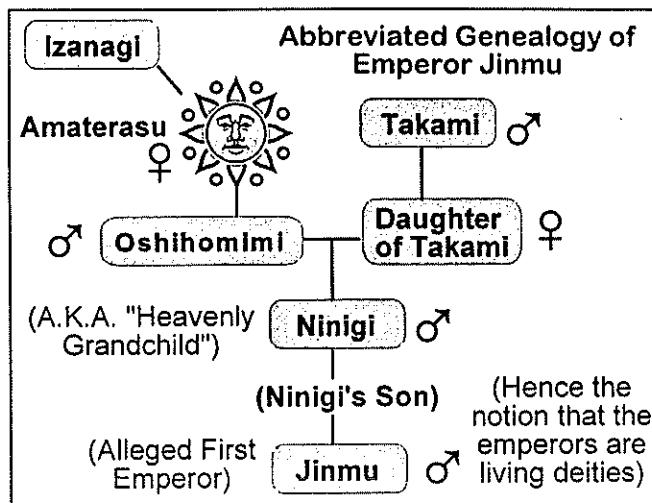 Izanagi
Abbreviated Genealogy of
Emperor Jinmu
Amaterasu
♀
Takami ♂
♂ Oshihomimi
Daughter
of Takami ♀
(A.K.A. "Heavenly
Grandchild")
Ninigi ♂
(Ninigi's Son)
(Alleged First
Emperor)
Jinmu ♂
(Hence the
notion that the
emperors are
living deities)